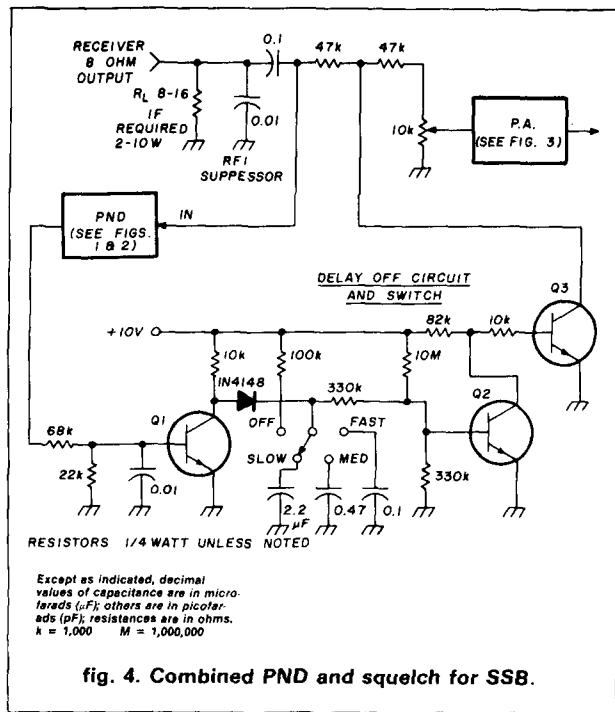 RECEIVER
8 OHM
OUTPUT
0.1
47k
47k
RL 8-16
IF
REQUIRED
2-10W
0.01
RFI
SUPPESSOR
10k
P.A.
(SEE FIG. 3)
PND
(SEE FIGS.
1 & 2)
IN
DELAY OFF CIRCUIT
AND SWITCH
Q3
+10V
82k
10k
10k
100k
10M
1N4148
330k
Q2
OFF
FAST
Q1
68k
SLOW
MED
22k
0.01
2.2
µF
0.47
0.1
330k
RESISTORS 1/4 WATT UNLESS NOTED
Except as indicated, decimal
values of capacitance are in micro-
farads (µF); others are in picofar-
ads (pF); resistances are in ohms.
k = 1,000 M = 1,000,000
fig. 4. Combined PND and squelch for SSB.